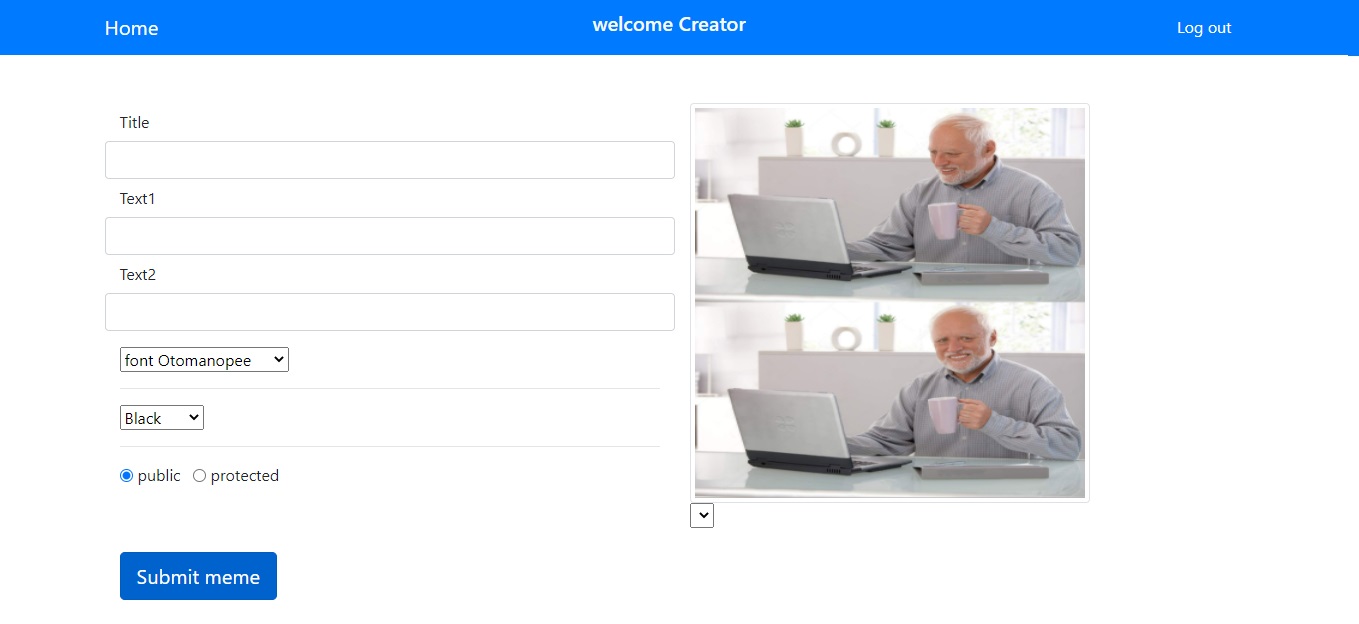 Home
welcome Creator
Log out
Title
Text1
Text2
font Otomanopee
Black
public
protected
Submit meme